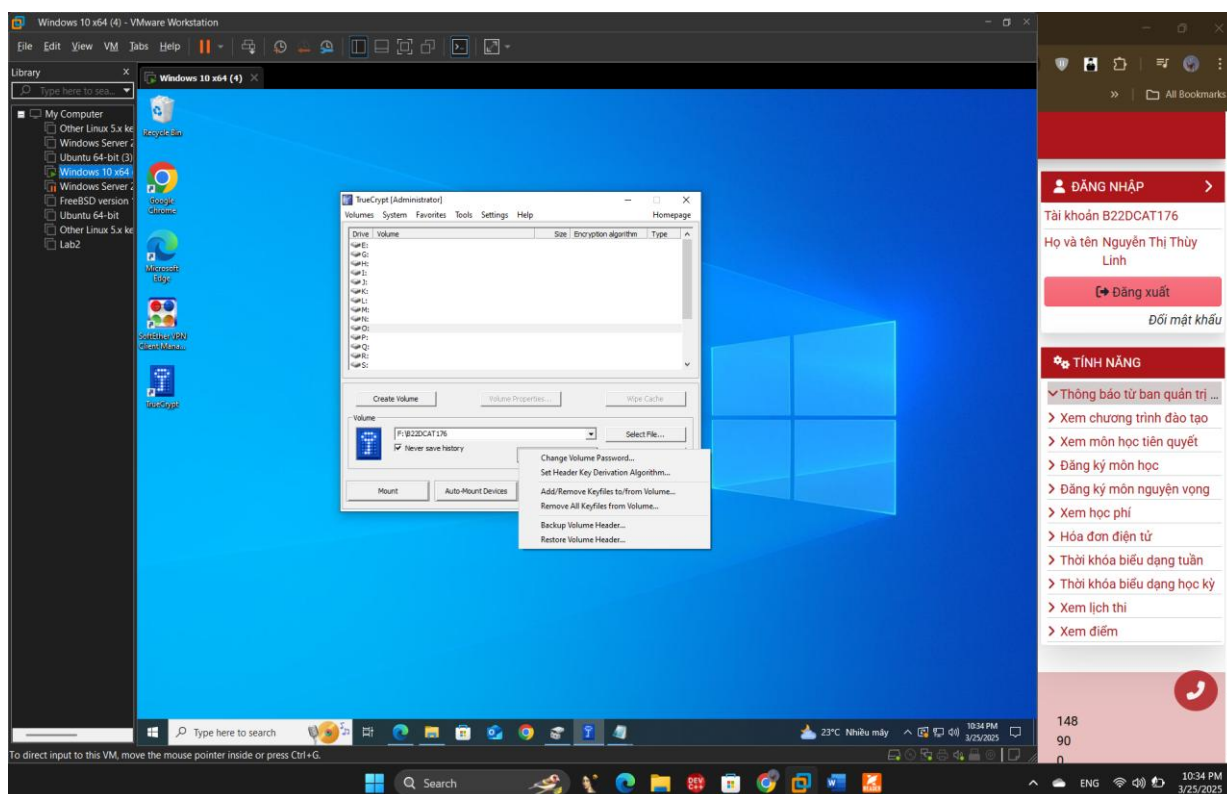 Windows 10 x64 (4) - VMware Workstation
File Edit View VM Tabs Help
Library
Type here to sea...
My Computer
Other Linux 5.x ke
Windows Server 2
Ubuntu 64-bit (3)
Windows 10 x64
Windows Server 2
FreeBSD version
Ubuntu 64-bit
Other Linux 5.x ke
Lab2
Windows 10 x64 (4)
Recycle Bin
Google
Chrome
Microsoft
Edge
SoftEther VPN
Client Mana...
TrueCrypt
TrueCrypt [Administrator]
Volumes System Favorites Tools Settings Help Homepage
Drive Volume Size Encryption algorithm Type
E:
G:
H:
I:
J:
K:
L:
M:
N:
O:
P:
Q:
R:
S:
Create Volume Volume Properties... Wipe Cache
Volume
F:\B22DCAT176 Select File...
Never save history
Mount Auto-Mount Devices
Change Volume Password...
Set Header Key Derivation Algorithm...
Add/Remove Keyfiles to/from Volume...
Remove All Keyfiles from Volume...
Backup Volume Header...
Restore Volume Header...
Type here to search
23°C Nhiều mây
10:34 PM
3/25/2025
To direct input to this VM, move the mouse pointer inside or press Ctrl+G.
All Bookmarks
ĐĂNG NHẬP
Tài khoản B22DCAT176
Họ và tên Nguyễn Thị Thùy
Linh
Đăng xuất
Đổi mật khẩu
TÍNH NĂNG
Thông báo từ ban quản trị ...
Xem chương trình đào tạo
Xem môn học tiên quyết
Đăng ký môn học
Đăng ký môn nguyện vọng
Xem học phí
Hóa đơn điện tử
Thời khóa biểu dạng tuần
Thời khóa biểu dạng học kỳ
Xem lịch thi
Xem điểm
148
90
0
Search
ENG
10:34 PM
3/25/2025